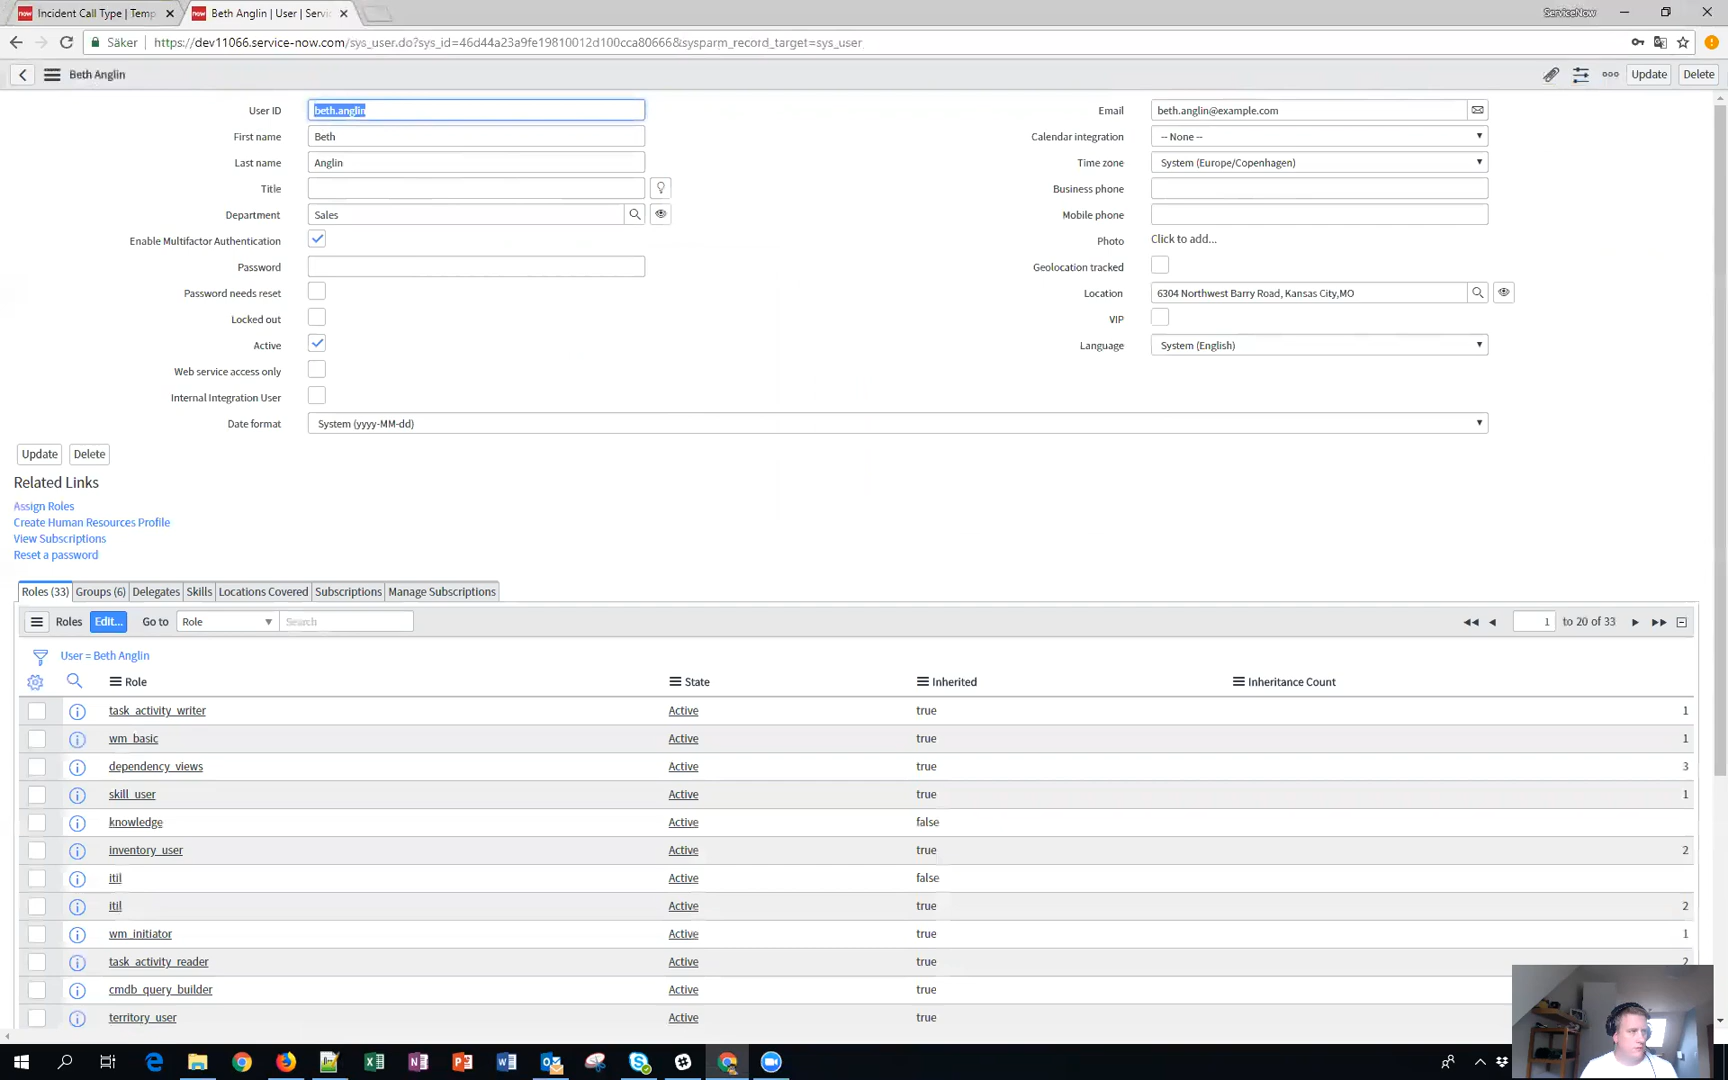 Incident Call Type | Temp
Beth Anglin | User | Servi
ServiceNow
Säker
https://dev11066.service-now.com/sys_user.do?sys_id=46d44a23a9fe19810012d100cca80666&sysparm_record_target=sys_user
Beth Anglin
Update
Delete
User ID
beth.anglin
Email
beth.anglin@example.com
First name
Beth
Calendar integration
-- None --
Last name
Anglin
Time zone
System (Europe/Copenhagen)
Title
Business phone
Department
Sales
Mobile phone
Enable Multifactor Authentication
Photo
Click to add...
Password
Geolocation tracked
Password needs reset
Location
6304 Northwest Barry Road, Kansas City,MO
Locked out
VIP
Active
Language
System (English)
Web service access only
Internal Integration User
Date format
System (yyyy-MM-dd)
Update
Delete
Related Links
Assign Roles
Create Human Resources Profile
View Subscriptions
Reset a password
Roles (33)
Groups (6)
Delegates
Skills
Locations Covered
Subscriptions
Manage Subscriptions
Roles
Edit...
Go to
Role
Search
1
to 20 of 33
User = Beth Anglin
Role State Inherited Inheritance Count
task_activity_writer Active true 1
wm_basic Active true 1
dependency_views Active true 3
skill_user Active true 1
knowledge Active false
inventory_user Active true 2
itil Active false
itil Active true 2
wm_initiator Active true 1
task_activity_reader Active true 2
cmdb_query_builder Active true
territory_user Active true